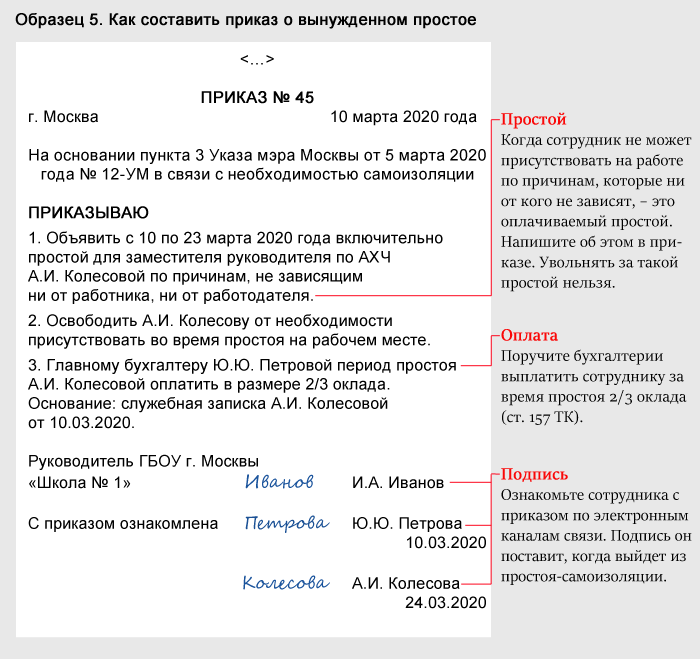 Образец 5. Как составить приказ о вынужденном простое
<...>
ПРИКАЗ № 45
г. Москва 10 марта 2020 года
На основании пункта 3 Указа мэра Москвы от 5 марта 2020
года № 12-УМ в связи с необходимостью самоизоляции
ПРИКАЗЫВАЮ
1. Объявить с 10 по 23 марта 2020 года включительно
простой для заместителя руководителя по АХЧ
А.И. Колесовой по причинам, не зависящим
ни от работника, ни от работодателя.
2. Освободить А.И. Колесову от необходимости
присутствовать во время простоя на рабочем месте.
3. Главному бухгалтеру Ю.Ю. Петровой период простоя
А.И. Колесовой оплатить в размере 2/3 оклада.
Основание: служебная записка А.И. Колесовой
от 10.03.2020.
Руководитель ГБОУ г. Москвы
«Школа № 1» Иванов И.А. Иванов
С приказом ознакомлена Петрова Ю.Ю. Петрова
10.03.2020
Колесова А.И. Колесова
24.03.2020
Простой
Когда сотрудник не может
присутствовать на работе
по причинам, которые ни
от кого не зависят, – это
оплачиваемый простой.
Напишите об этом в при-
казе. Увольнять за такой
простой нельзя.
Оплата
Поручите бухгалтерии
выплатить сотруднику за
время простоя 2/3 оклада
(ст. 157 ТК).
Подпись
Ознакомьте сотрудника с
приказом по электронным
каналам связи. Подпись он
поставит, когда выйдет из
простоя-самоизоляции.